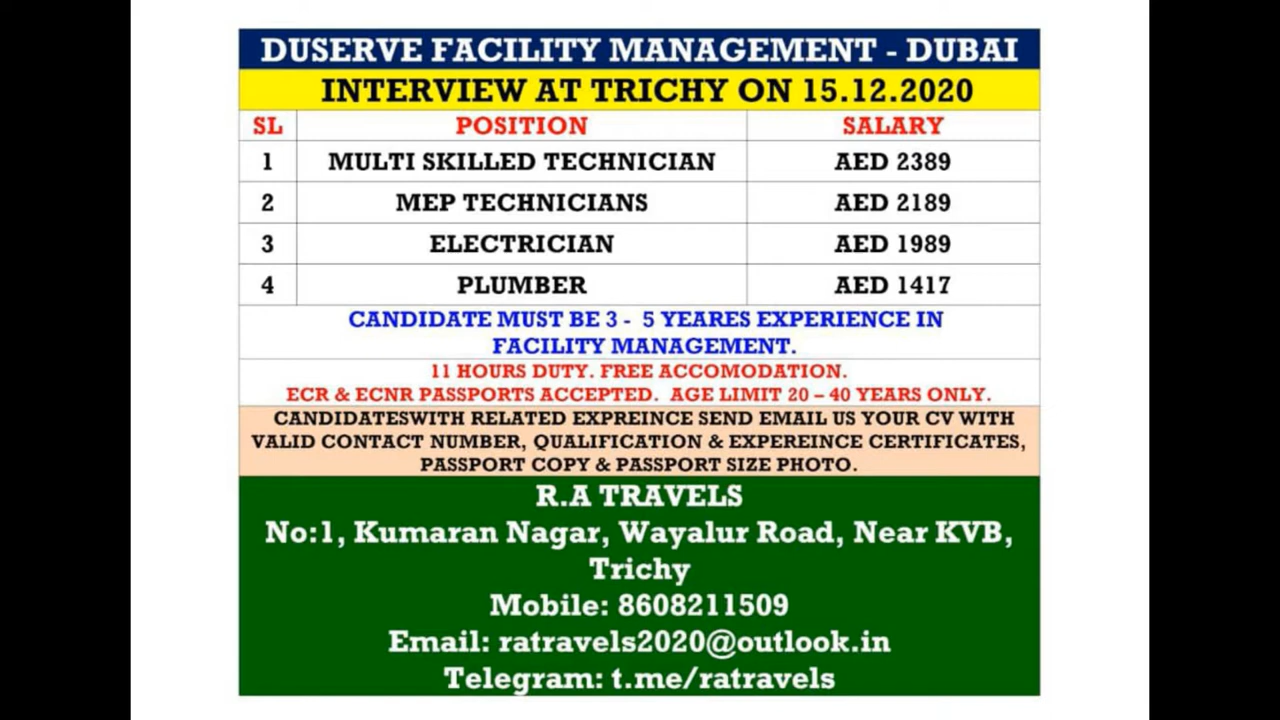 DUSERVE FACILITY MANAGEMENT - DUBAI
INTERVIEW AT TRICHY ON 15.12.2020
SL POSITION SALARY
1 MULTI SKILLED TECHNICIAN AED 2389
2 MEP TECHNICIANS AED 2189
3 ELECTRICIAN AED 1989
4 PLUMBER AED 1417
CANDIDATE MUST BE 3 - 5 YEARES EXPERIENCE IN
FACILITY MANAGEMENT.
11 HOURS DUTY. FREE ACCOMODATION.
ECR & ECNR PASSPORTS ACCEPTED. AGE LIMIT 20 – 40 YEARS ONLY.
CANDIDATESWITH RELATED EXPREINCE SEND EMAIL US YOUR CV WITH
VALID CONTACT NUMBER, QUALIFICATION & EXPEREINCE CERTIFICATES,
PASSPORT COPY & PASSPORT SIZE PHOTO.
R.A TRAVELS
No:1, Kumaran Nagar, Wayalur Road, Near KVB,
Trichy
Mobile: 8608211509
Email: ratravels2020@outlook.in
Telegram: t.me/ratravels